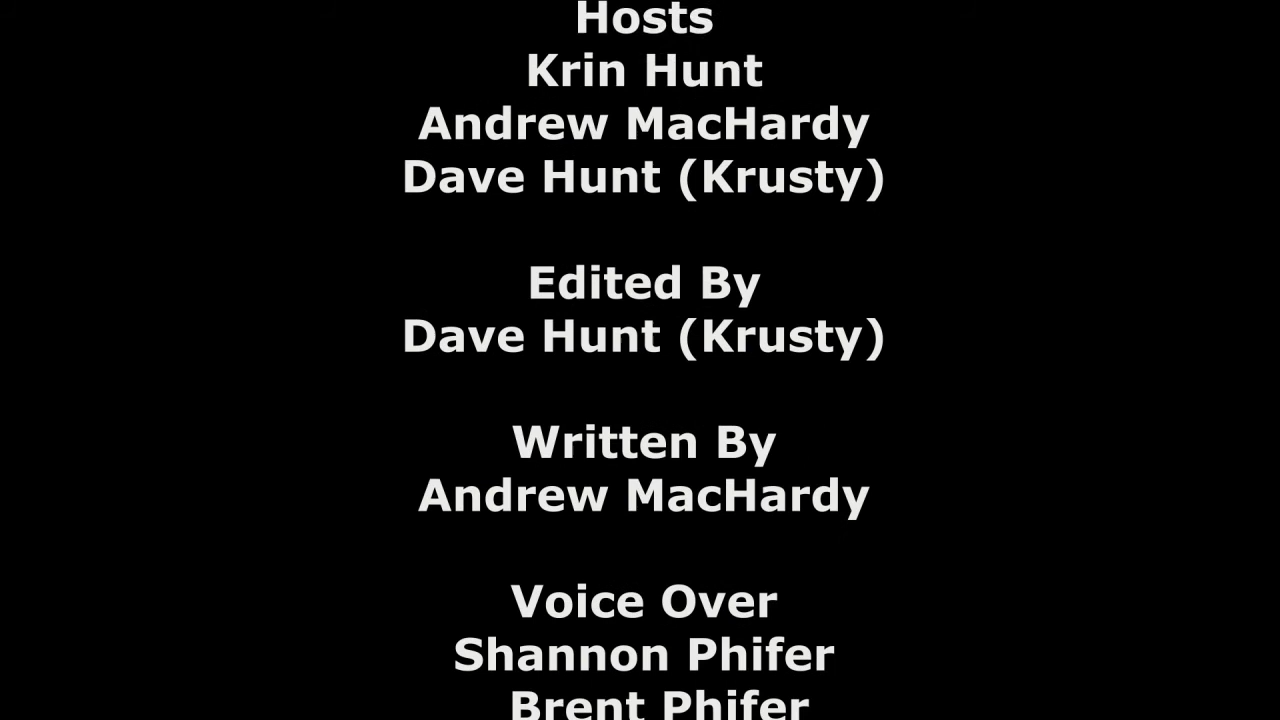 Hosts
Krin Hunt
Andrew MacHardy
Dave Hunt (Krusty)
Edited By
Dave Hunt (Krusty)
Written By
Andrew MacHardy
Voice Over
Shannon Phifer
Brent Phifer